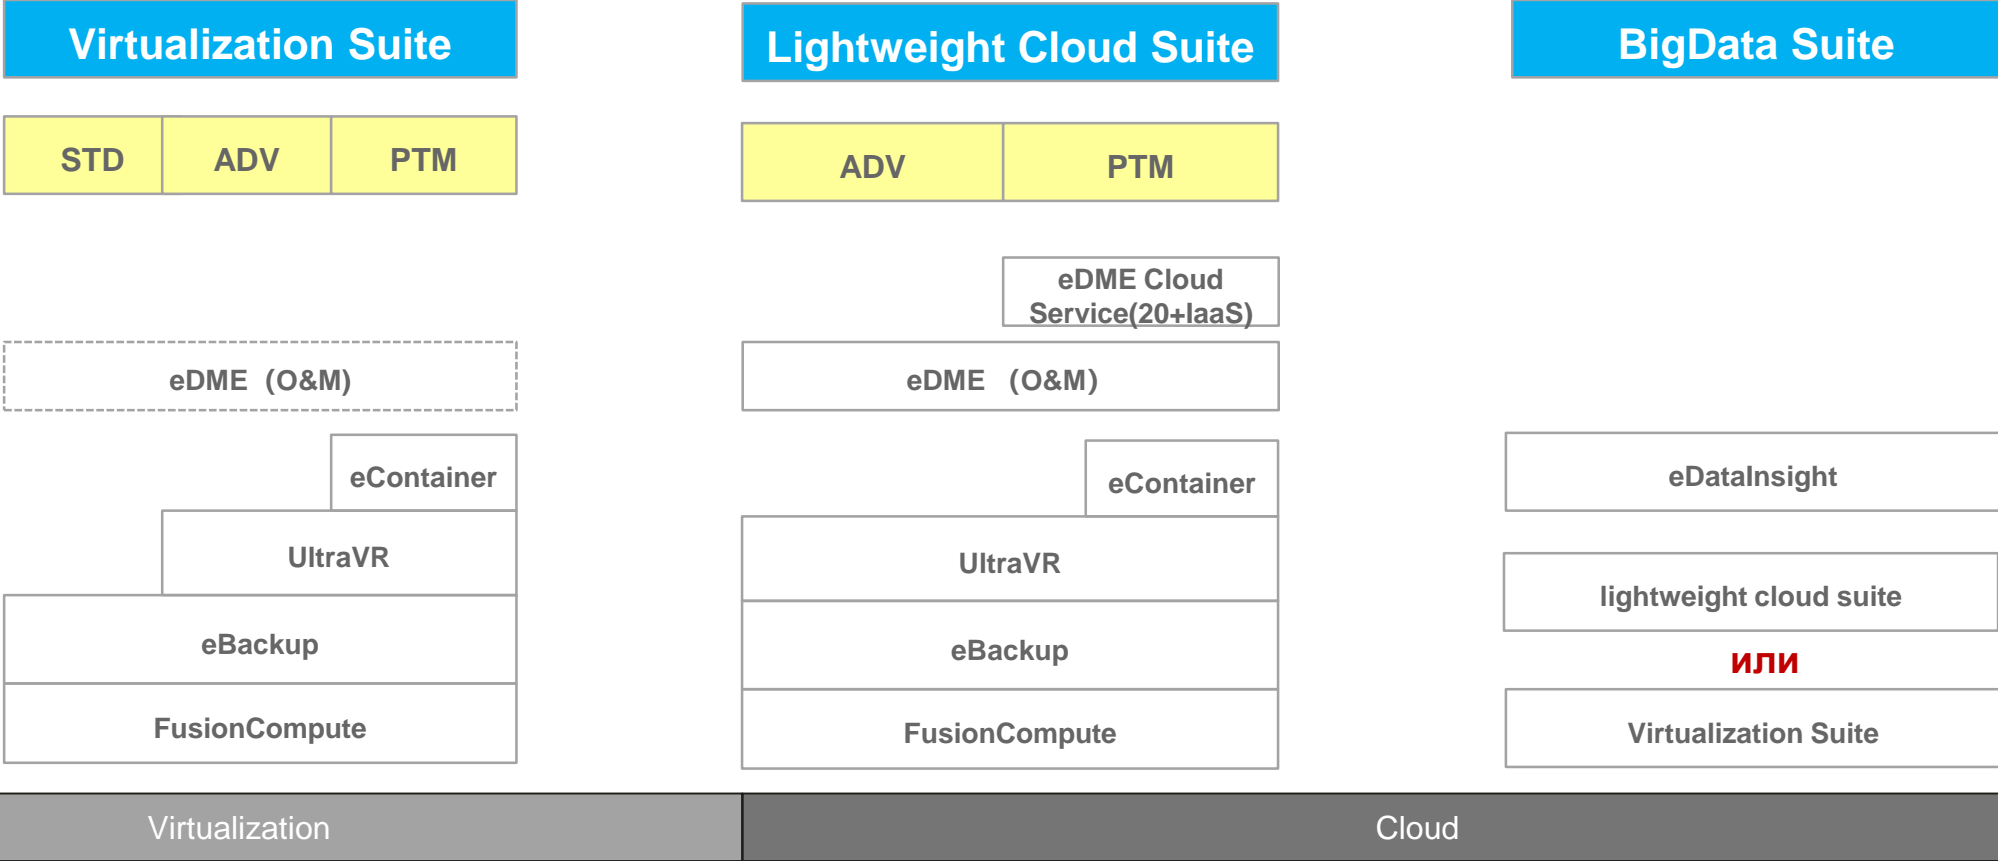 Virtualization Suite
STD
ADV
PTM
eDME (O&M)
eContainer
UltraVR
eBackup
FusionCompute
Lightweight Cloud Suite
ADV
PTM
eDME Cloud
Service(20+IaaS)
eDME (O&M)
eContainer
UltraVR
eBackup
FusionCompute
BigData Suite
eDataInsight
lightweight cloud suite
или
Virtualization Suite
Virtualization
Cloud